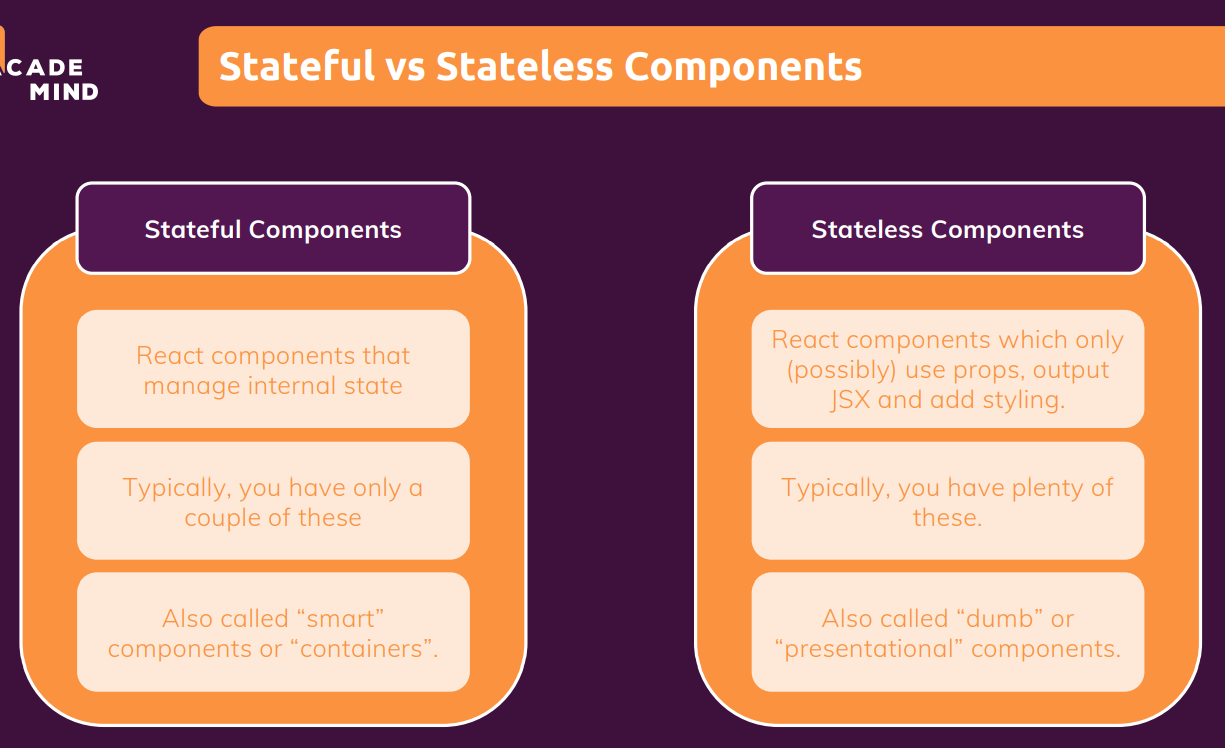 CADE
MIND
Stateful vs Stateless Components
Stateful Components
React components that
manage internal state
Typically, you have only a
couple of these
Also called “smart”
components or “containers”.
Stateless Components
React components which only
(possibly) use props, output
JSX and add styling.
Typically, you have plenty of
these.
Also called “dumb” or
“presentational” components.